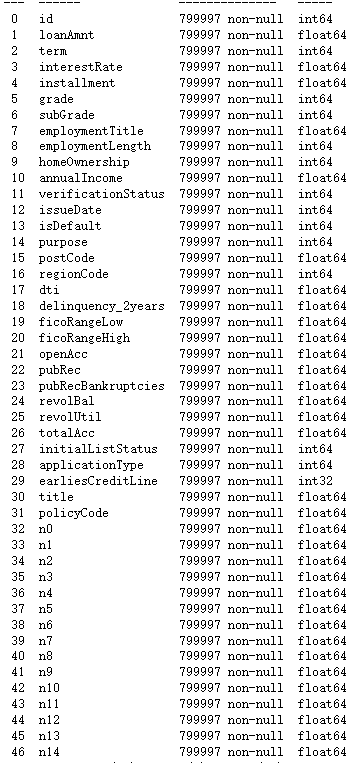 --- ------ -------------- -----
0 id 799997 non-null int64
1 loanAmnt 799997 non-null float64
2 term 799997 non-null int64
3 interestRate 799997 non-null float64
4 installment 799997 non-null float64
5 grade 799997 non-null int64
6 subGrade 799997 non-null int64
7 employmentTitle 799997 non-null float64
8 employmentLength 799997 non-null int64
9 homeOwnership 799997 non-null int64
10 annualIncome 799997 non-null float64
11 verificationStatus 799997 non-null int64
12 issueDate 799997 non-null int64
13 isDefault 799997 non-null int64
14 purpose 799997 non-null int64
15 postCode 799997 non-null float64
16 regionCode 799997 non-null int64
17 dti 799997 non-null float64
18 delinquency_2years 799997 non-null float64
19 ficoRangeLow 799997 non-null float64
20 ficoRangeHigh 799997 non-null float64
21 openAcc 799997 non-null float64
22 pubRec 799997 non-null float64
23 pubRecBankruptcies 799997 non-null float64
24 revolBal 799997 non-null float64
25 revolUtil 799997 non-null float64
26 totalAcc 799997 non-null float64
27 initialListStatus 799997 non-null int64
28 applicationType 799997 non-null int64
29 earliesCreditLine 799997 non-null int32
30 title 799997 non-null float64
31 policyCode 799997 non-null float64
32 n0 799997 non-null float64
33 n1 799997 non-null float64
34 n2 799997 non-null float64
35 n3 799997 non-null float64
36 n4 799997 non-null float64
37 n5 799997 non-null float64
38 n6 799997 non-null float64
39 n7 799997 non-null float64
40 n8 799997 non-null float64
41 n9 799997 non-null float64
42 n10 799997 non-null float64
43 n11 799997 non-null float64
44 n12 799997 non-null float64
45 n13 799997 non-null float64
46 n14 799997 non-null float64